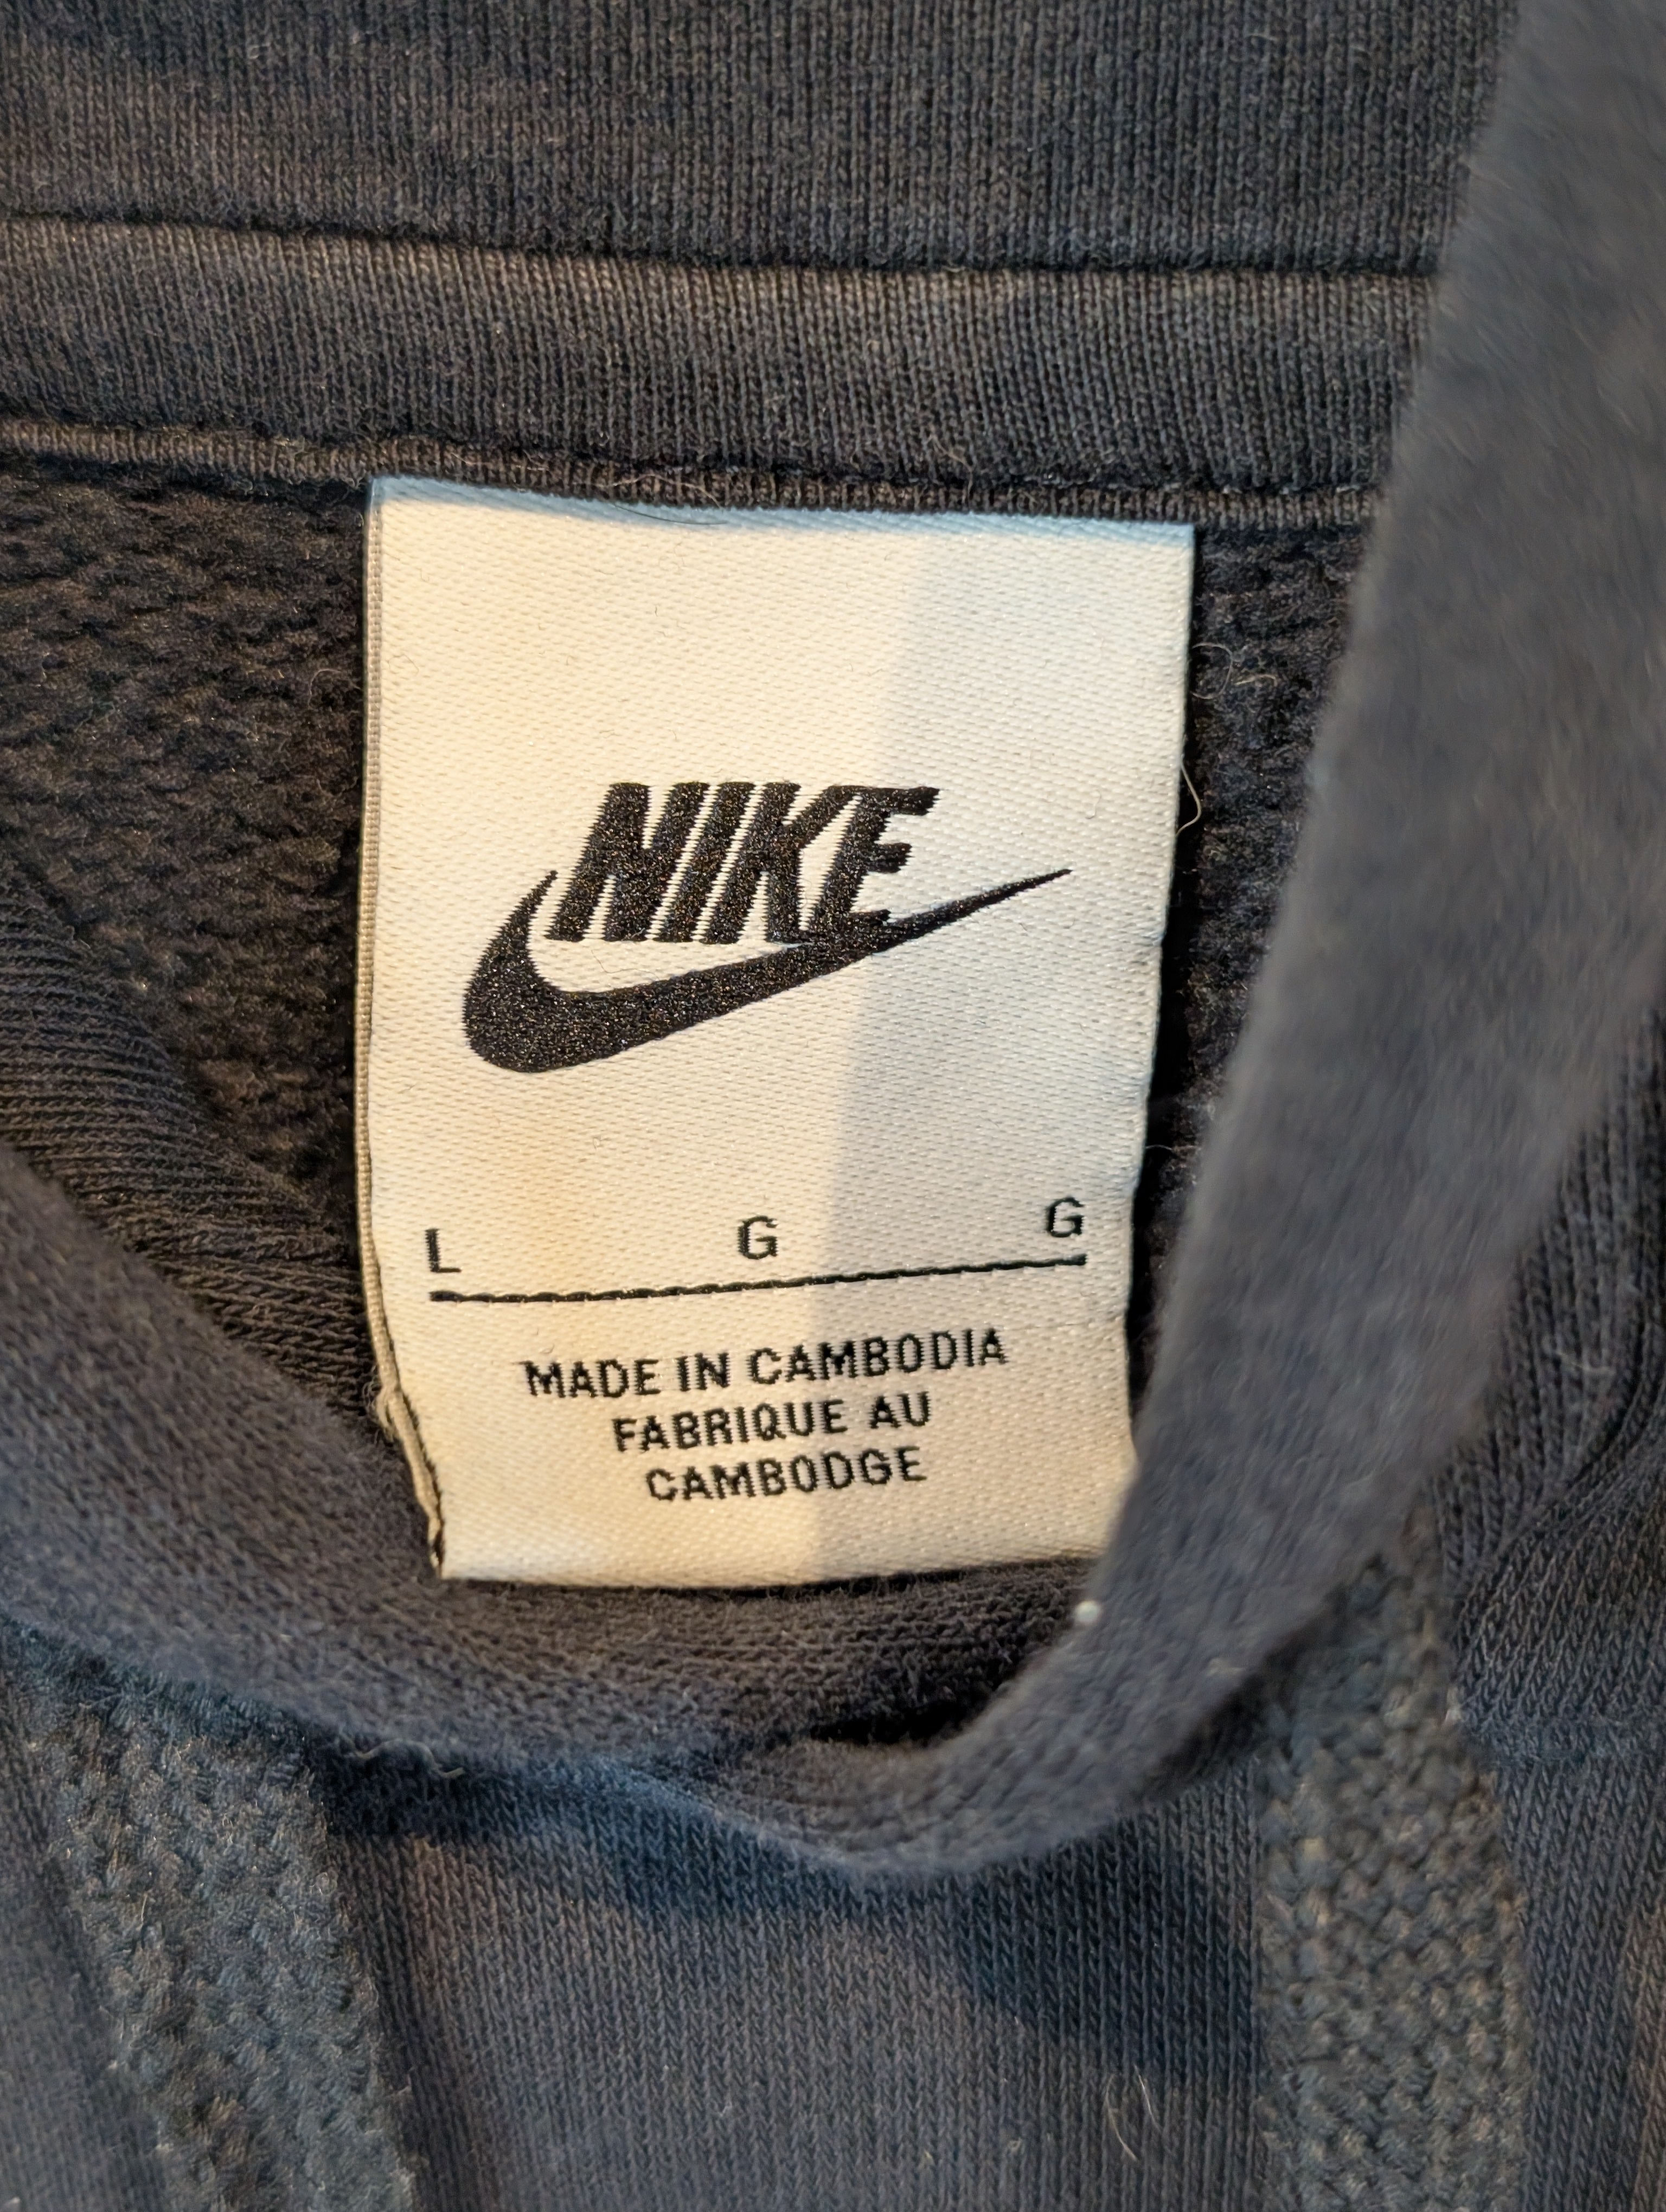 NIKE
L G G
MADE IN CAMBODIA
FABRIQUE AU
CAMBODGE